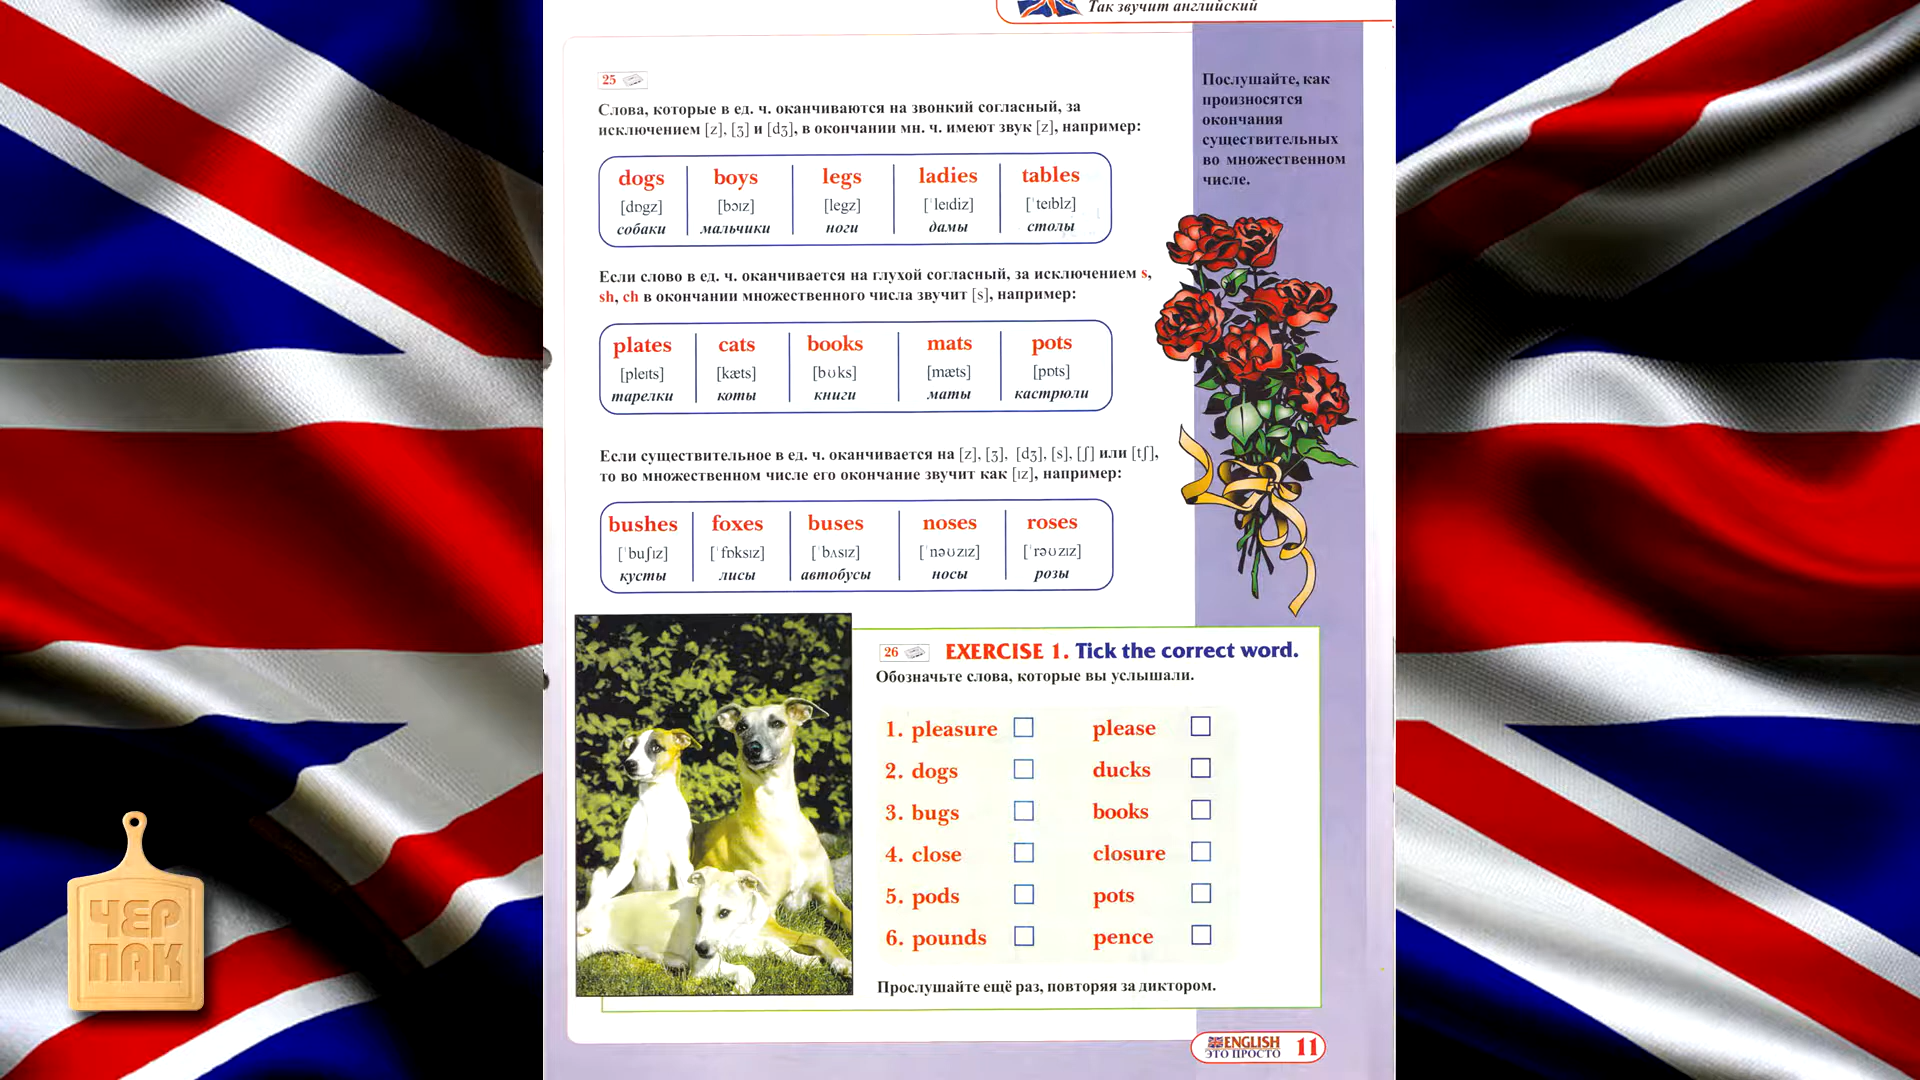 Так звучит английский
25
Слова, которые в ед. ч. оканчиваются на звонкий согласный, за
исключением [z], [ʒ] и [dʒ], в окончании мн. ч. имеют звук [z], например:
dogs boys legs ladies tables
[dɒgz] [bɔɪz] [legz] [ˈleɪdiz] [ˈteɪblz]
собаки мальчики ноги дамы столы
Если слово в ед. ч. оканчивается на глухой согласный, за исключением s,
sh, ch в окончании множественного числа звучит [s], например:
plates cats books mats pots
[pleɪts] [kæts] [bʊks] [mæts] [pɒts]
тарелки коты книги маты кастрюли
Если существительное в ед. ч. оканчивается на [z], [ʒ], [dʒ], [s], [ʃ] или [tʃ],
то во множественном числе его окончание звучит как [ɪz], например:
bushes foxes buses noses roses
[ˈbuʃɪz] [ˈfɒksɪz] [ˈbʌsɪz] [ˈnəʊzɪz] [ˈrəʊzɪz]
кусты лисы автобусы носы розы
Послушайте, как
произносятся
окончания
существительных
во множественном
числе.
26 EXERCISE 1. Tick the correct word.
Обозначьте слова, которые вы услышали.
1. pleasure please
2. dogs ducks
3. bugs books
4. close closure
5. pods pots
6. pounds pence
Прослушайте ещё раз, повторяя за диктором.
ENGLISH
ЭТО ПРОСТО
11
ЧЕР
ПАК